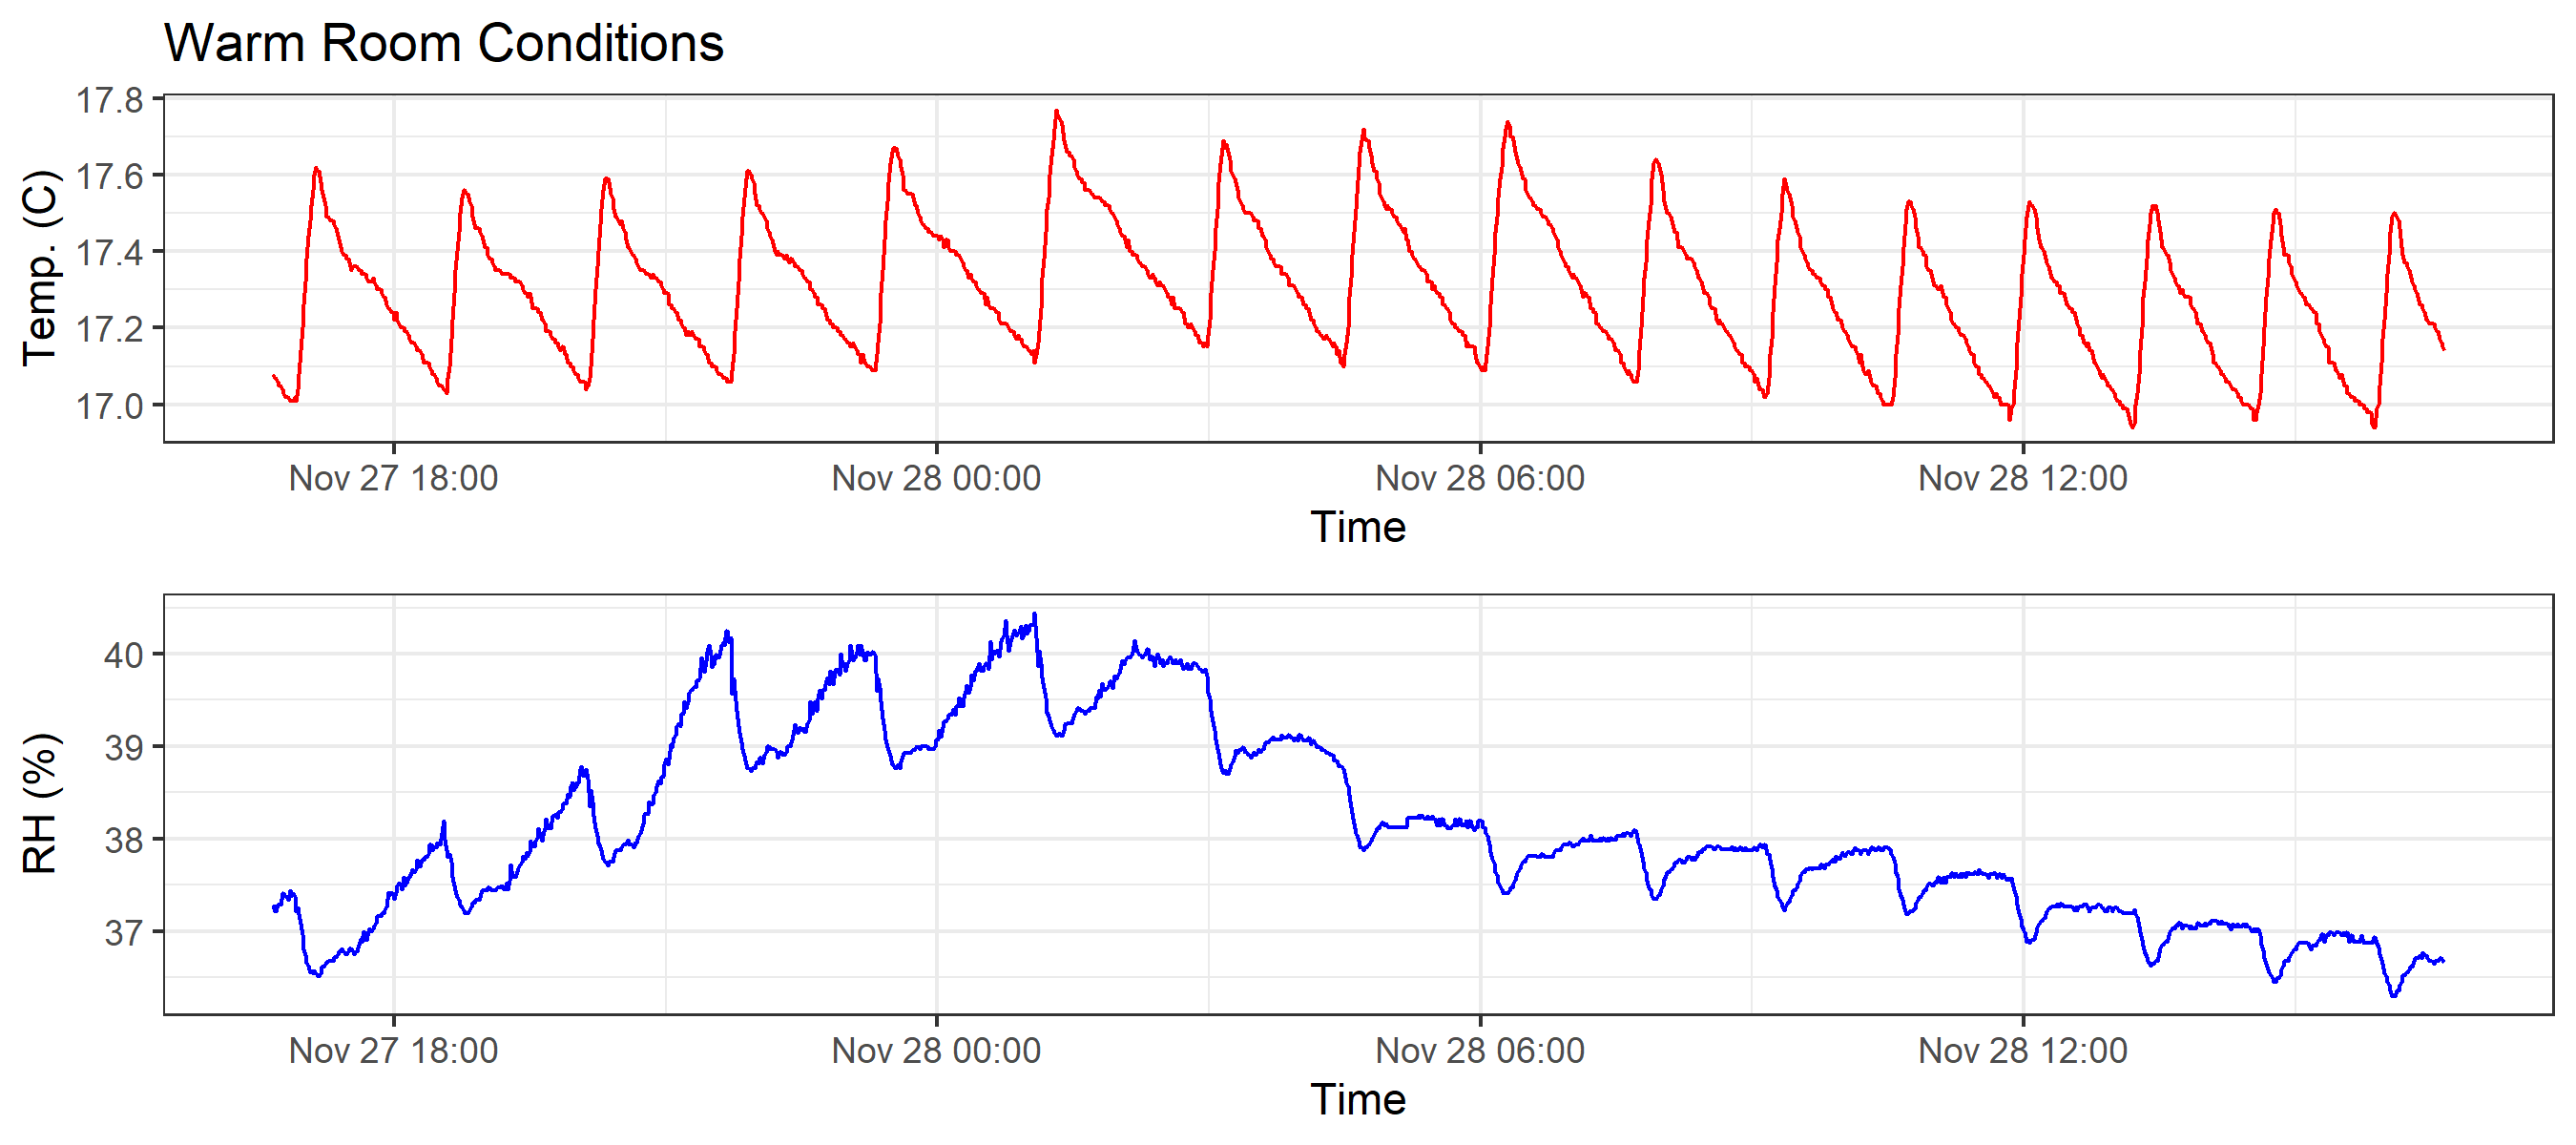 Warm Room Conditions
17.8
17.6
17.4
17.2
17.0
Temp. (C)
Nov 27 18:00 Nov 28 00:00 Nov 28 06:00 Nov 28 12:00
Time
40
39
38
37
RH (%)
Nov 27 18:00 Nov 28 00:00 Nov 28 06:00 Nov 28 12:00
Time